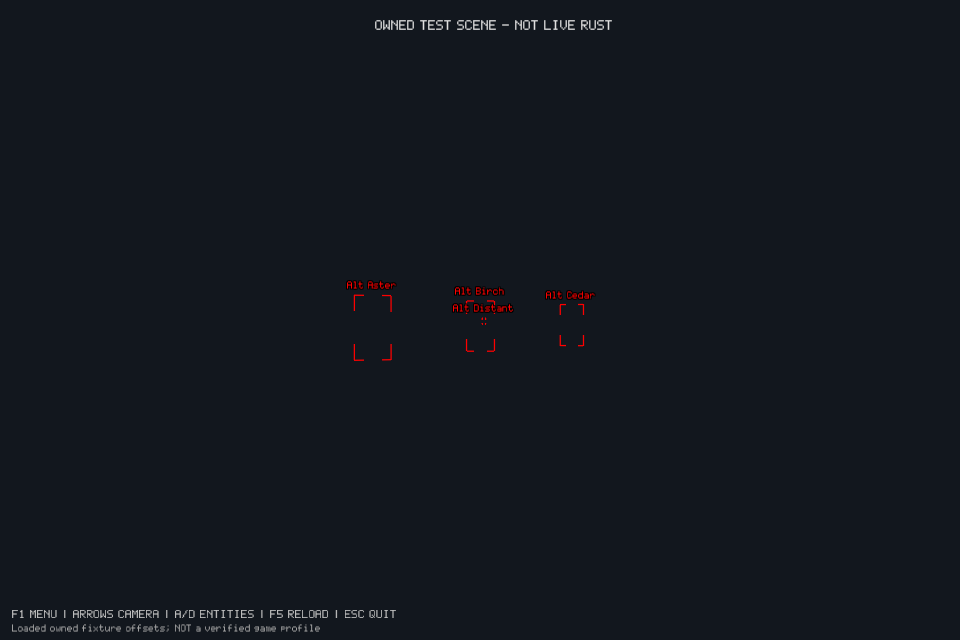 OWNED TEST SCENE - NOT LIVE RUST
Alt Aster
Alt Birch
Alt Cedar
Alt Distant
F1 MENU | ARROWS CAMERA | A/D ENTITIES | F5 RELOAD | ESC QUIT
Loaded owned fixture offsets; NOT a verified game profile